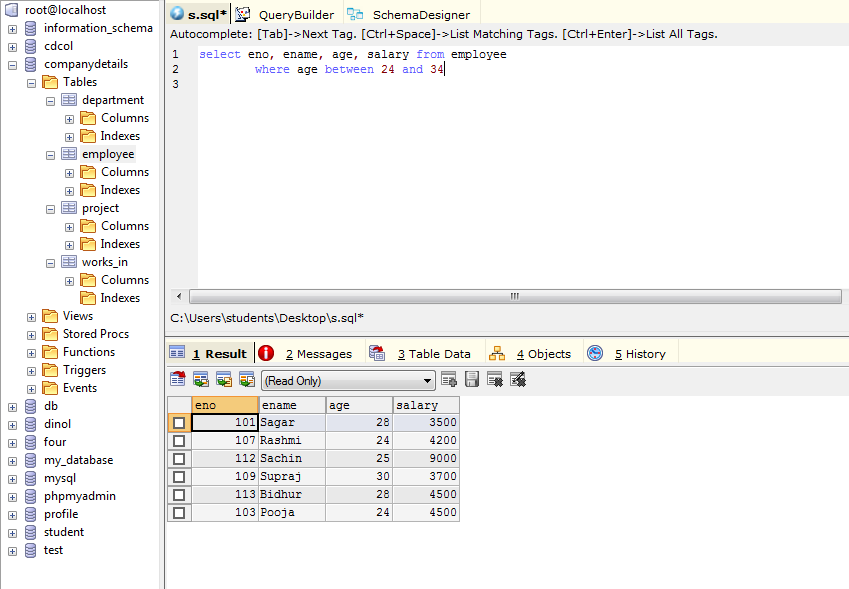 root@localhost
information_schema
cdcol
companydetails
Tables
department
Columns
Indexes
employee
Columns
Indexes
project
Columns
Indexes
works_in
Columns
Indexes
Views
Stored Procs
Functions
Triggers
Events
db
dinol
four
my_database
mysql
phpmyadmin
profile
student
test
s.sql* QueryBuilder SchemaDesigner
Autocomplete: [Tab]->Next Tag. [Ctrl+Space]->List Matching Tags. [Ctrl+Enter]->List All Tags.
1 select eno, ename, age, salary from employee
2 where age between 24 and 34
3
C:\Users\students\Desktop\s.sql*
1 Result 2 Messages 3 Table Data 4 Objects 5 History
(Read Only)
eno ename age salary
101 Sagar 28 3500
107 Rashmi 24 4200
112 Sachin 25 9000
109 Supraj 30 3700
113 Bidhur 28 4500
103 Pooja 24 4500